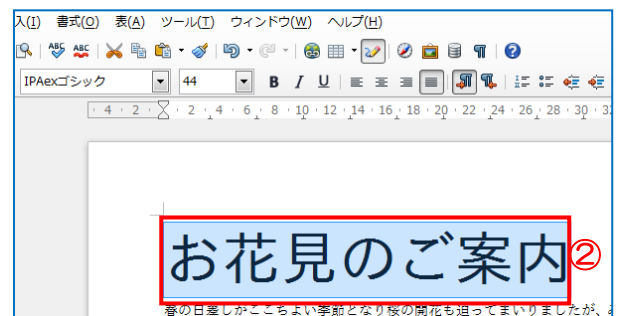 入(I) 書式(O) 表(A) ツール(T) ウィンドウ(W) ヘルプ(H)
ABC ABC
IPAexゴシック 44 B I U
4 2 2 4 6 8 10 12 14 16 18 20 22 24 26 28 30
お花見のご案内②
春の日差しがここちよい季節となり桜の開花も迫ってまいりましたが、